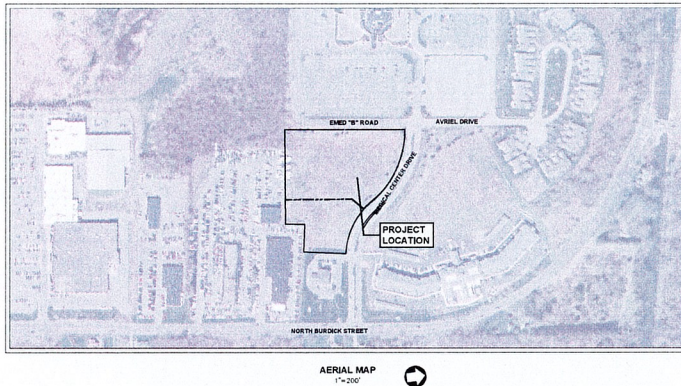 EMED "B" ROAD
AVRIEL DRIVE
MEDICAL CENTER DRIVE
PROJECT
LOCATION
NORTH BURDICK STREET
AERIAL MAP
1"=200'